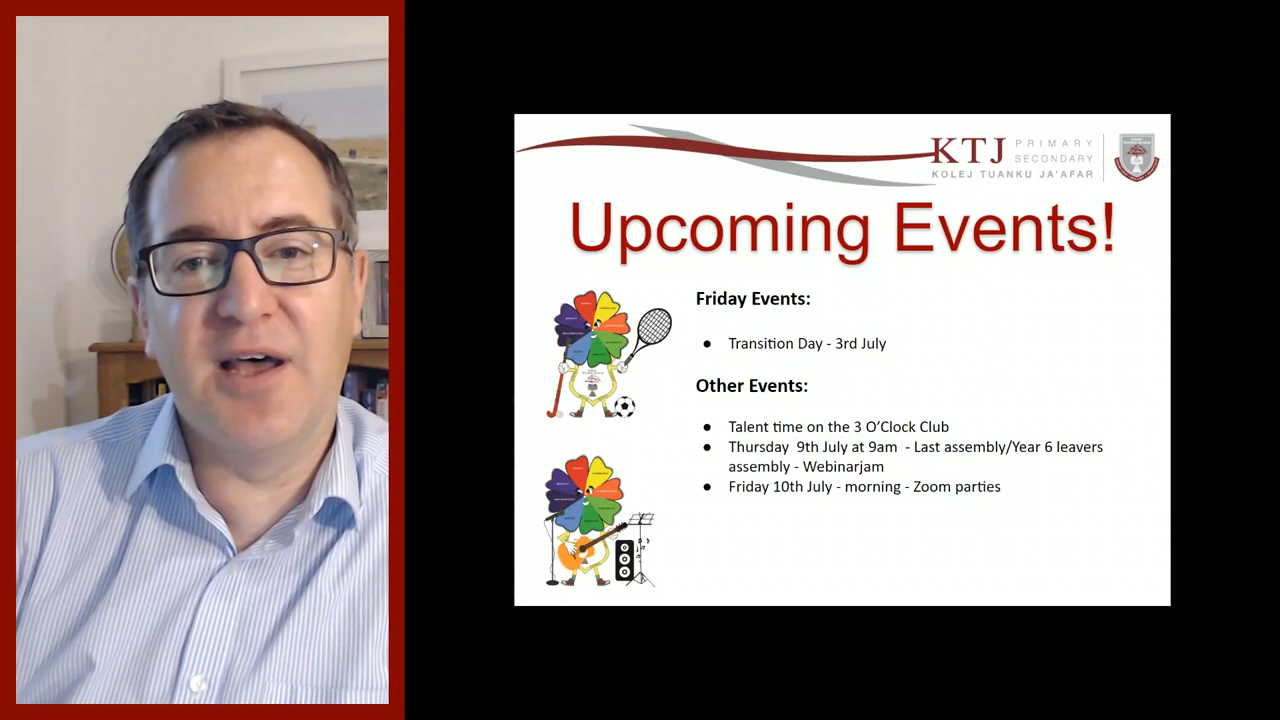 KTJ PRIMARY
SECONDARY
KOLEJ TUANKU JA'AFAR
Upcoming Events!
Friday Events:
● Transition Day - 3rd July
Other Events:
● Talent time on the 3 O’Clock Club
● Thursday 9th July at 9am - Last assembly/Year 6 leavers
assembly - Webinarjam
● Friday 10th July - morning - Zoom parties